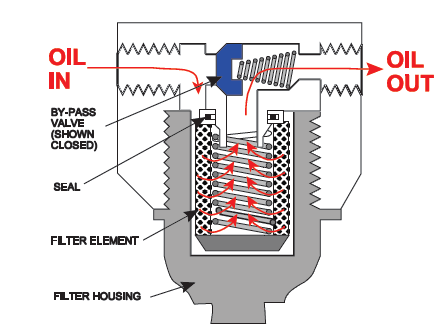 OIL
IN
OIL
OUT
BY-PASS
VALVE
(SHOWN
CLOSED)
SEAL
FILTER ELEMENT
FILTER HOUSING